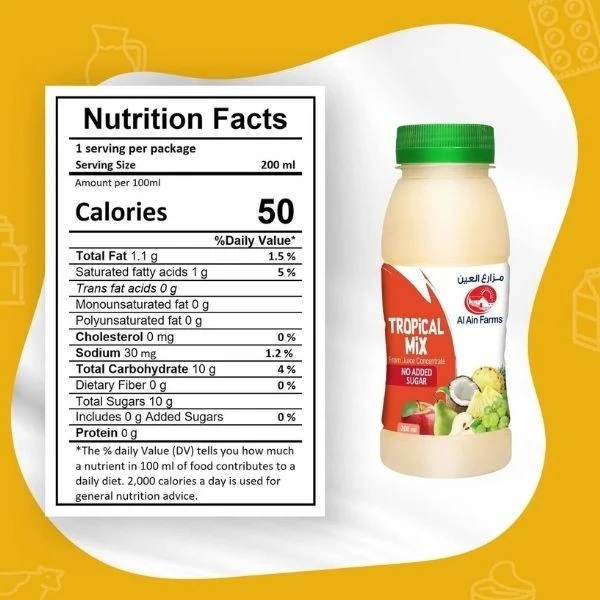 Nutrition Facts
1 serving per package
Serving Size 200 ml
Amount per 100ml
Calories 50
%Daily Value*
Total Fat 1.1 g 1.5 %
Saturated fatty acids 1 g 5 %
Trans fat acids 0 g
Monounsaturated fat 0 g
Polyunsaturated fat 0 g
Cholesterol 0 mg 0 %
Sodium 30 mg 1.2 %
Total Carbohydrate 10 g 4 %
Dietary Fiber 0 g 0 %
Total Sugars 10 g
Includes 0 g Added Sugars 0 %
Protein 0 g
*The % daily Value (DV) tells you how much
a nutrient in 100 ml of food contributes to a
daily diet. 2,000 calories a day is used for
general nutrition advice.
مزارع العين
Al Ain Farms
TROPiCAL
MiX
From Juice Concentrate
NO ADDED
SUGAR
200 ml